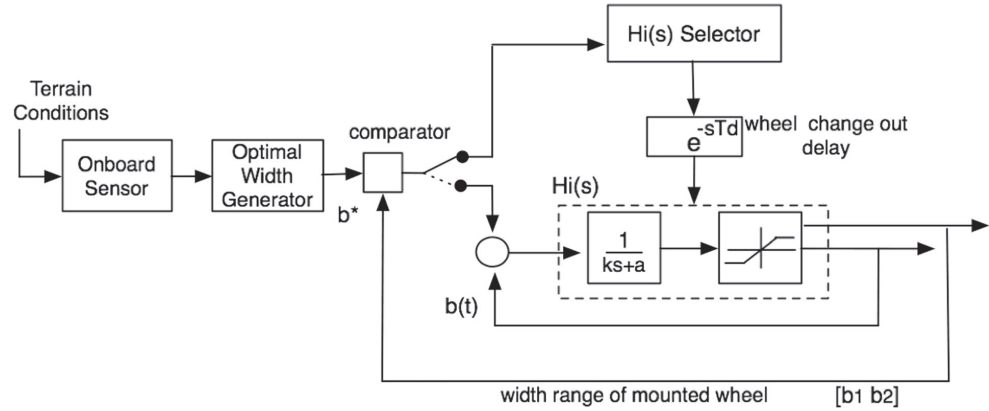 Hi(s) Selector
Terrain
Conditions
comparator
e^-sTd
wheel change out
delay
Onboard
Sensor
Optimal
Width
Generator
b*
Hi(s)
1
ks+a
b(t)
width range of mounted wheel
[b1 b2]